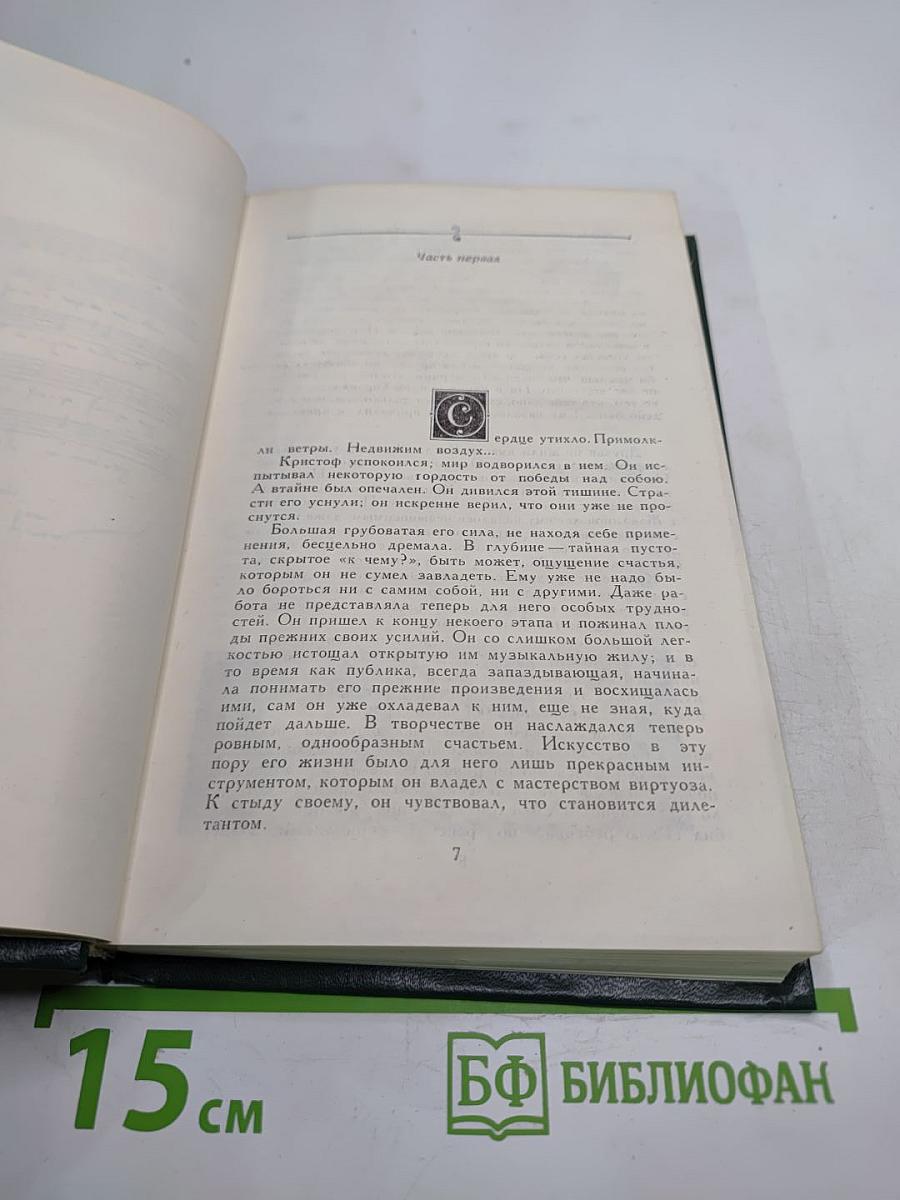 Часть первая
Сердце утихло. Примолк-
ли ветры. Недвижим воздух...
Кристоф успокоился; мир водворился в нем. Он ис-
пытывал некоторую гордость от победы над собою.
А втайне был опечален. Он дивился этой тишине. Стра-
сти его уснули; он искренне верил, что они уже не про-
снутся.
Большая грубоватая его сила, не находя себе приме-
нения, бесцельно дремала. В глубине — тайная пусто-
та, скрытое «к чему?», быть может, ощущение счастья,
которым он не сумел завладеть. Ему уже не надо бы-
ло бороться ни с самим собой, ни с другими. Даже ра-
бота не представляла теперь для него особых трудно-
стей. Он пришел к концу некоего этапа и пожинал пло-
ды прежних своих усилий. Он со слишком большой лег-
костью истощал открытую им музыкальную жилу; и в
то время как публика, всегда запаздывающая, начина-
ла понимать его прежние произведения и восхищалась
ими, сам он уже охладевал к ним, еще не зная, куда
пойдет дальше. В творчестве он наслаждался теперь
ровным, однообразным счастьем. Искусство в эту
пору его жизни было для него лишь прекрасным ин-
струментом, которым он владел с мастерством виртуоза.
К стыду своему, он чувствовал, что становится диле-
тантом.
7
15 см
БФ БИБЛИОФАН